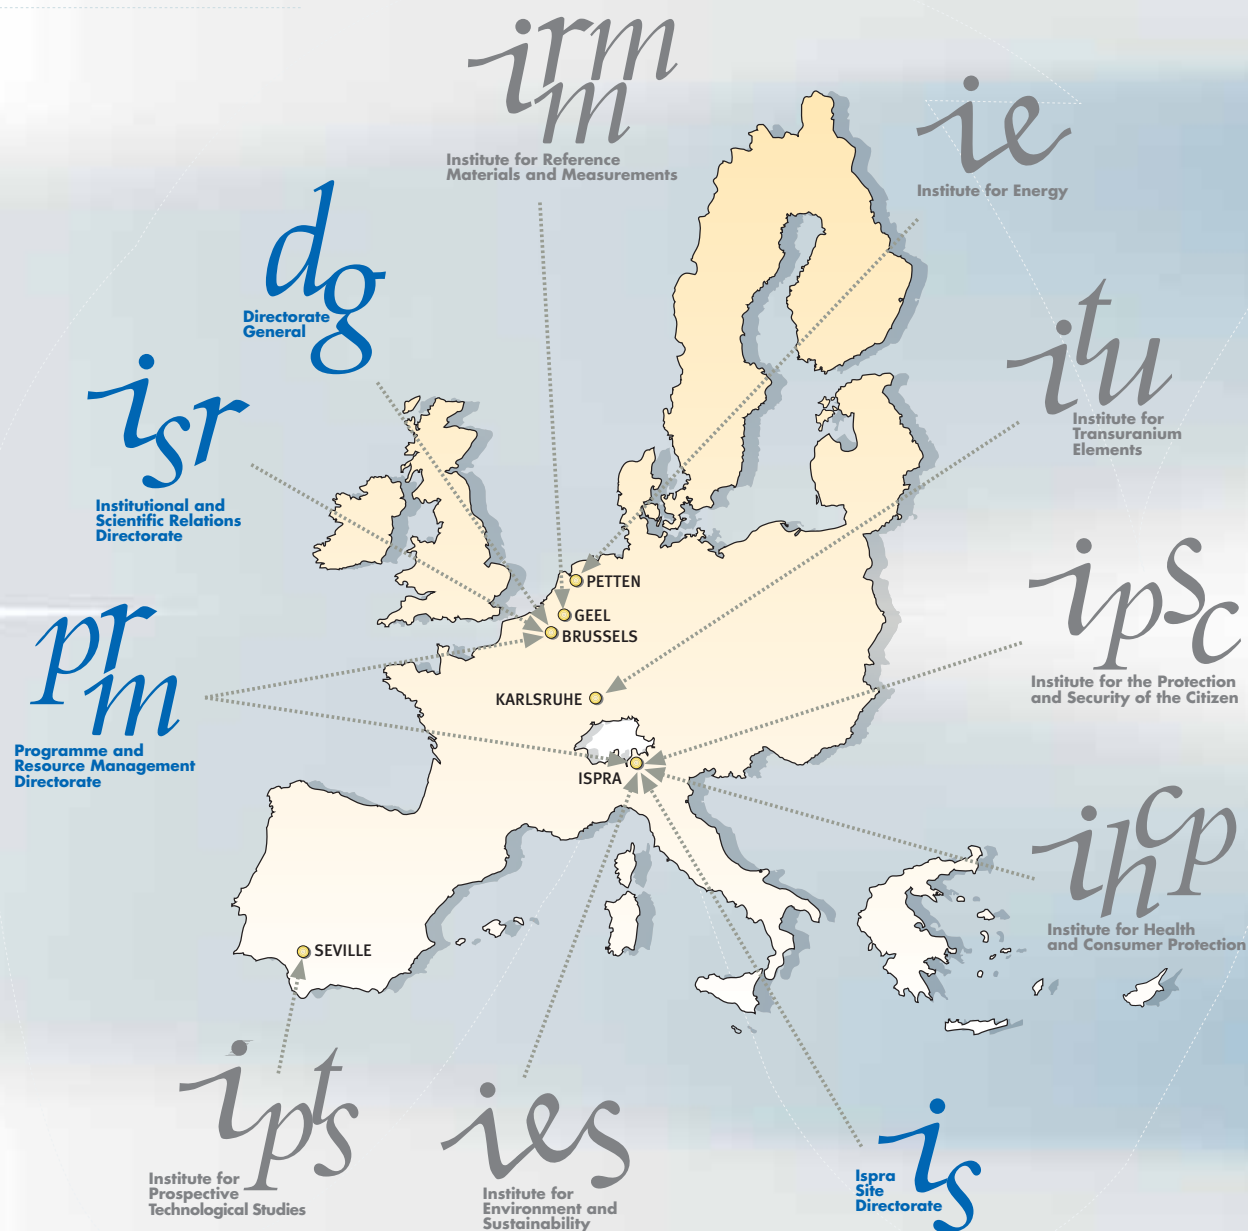 irm
m
Institute for Reference
Materials and Measurements
ie
Institute for Energy
dg
Directorate
General
itu
Institute for
Transuranium
Elements
isr
Institutional and
Scientific Relations
Directorate
ipsc
Institute for the Protection
and Security of the Citizen
prm
Programme and
Resource Management
Directorate
PETTEN
GEEL
BRUSSELS
KARLSRUHE
ISPRA
SEVILLE
ihcp
Institute for Health
and Consumer Protection
ipts
Institute for
Prospective
Technological Studies
ies
Institute for
Environment and
Sustainability
is
Ispra
Site
Directorate